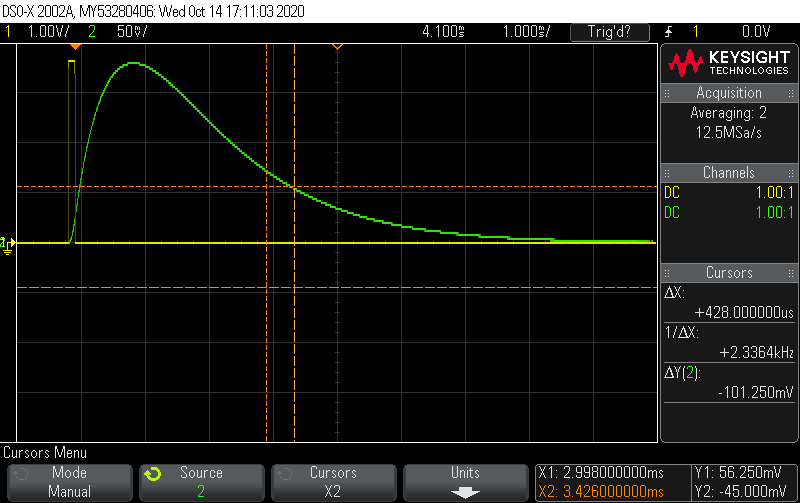 DSO-X 2002A, MY53280406: Wed Oct 14 17:11:03 2020
1 1.00V/ 2 50mV/ 4.100ms 1.000ms/ Trig'd? 1 0.0V
KEYSIGHT
TECHNOLOGIES
Acquisition
Averaging: 2
12.5MSa/s
Channels
DC 1.00:1
DC 1.00:1
Cursors
ΔX:
+428.000000us
1/ΔX:
+2.3364kHz
ΔY(2):
-101.250mV
2
Cursors Menu
Mode
Manual
Source
2
Cursors
X2
Units
X1: 2.998000000ms
X2: 3.426000000ms
Y1: 56.250mV
Y2: -45.000mV